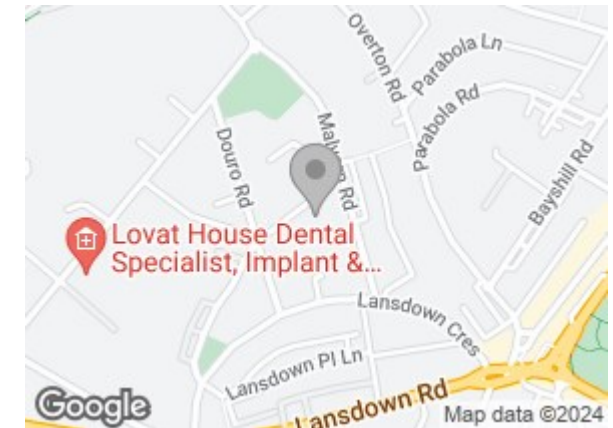 Overton Rd
Parabola Ln
Parabola Rd
Malvern Rd
Douro Rd
Bayshill Rd
Lovat House Dental
Specialist, Implant &...
Lansdown Cres
Lansdown Pl Ln
Lansdown Rd
Google
Map data ©2024